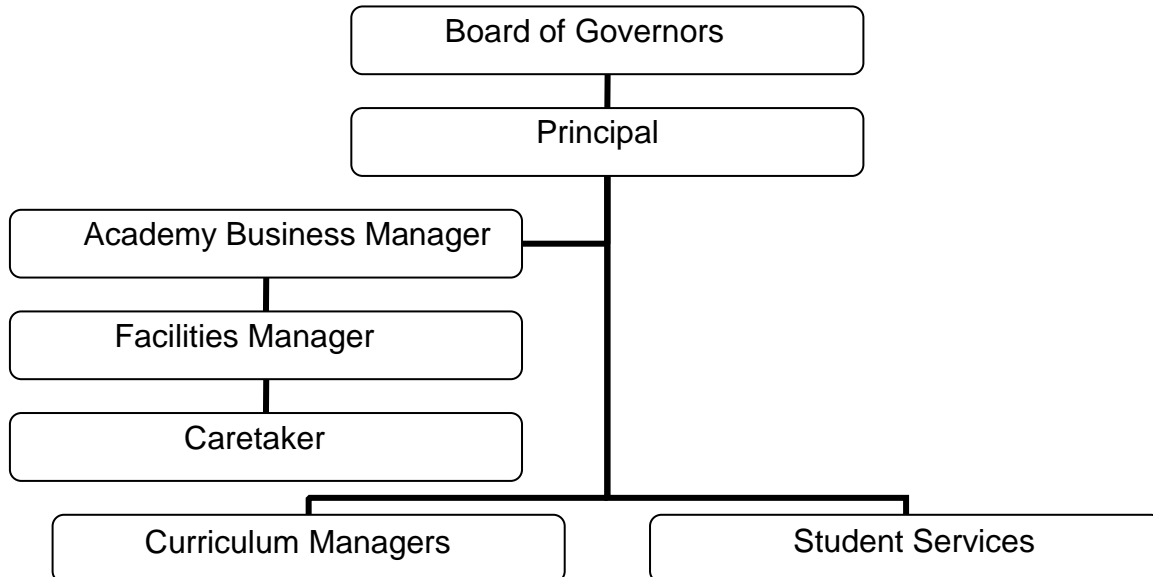 Board of Governors
Principal
Academy Business Manager
Facilities Manager
Caretaker
Curriculum Managers
Student Services